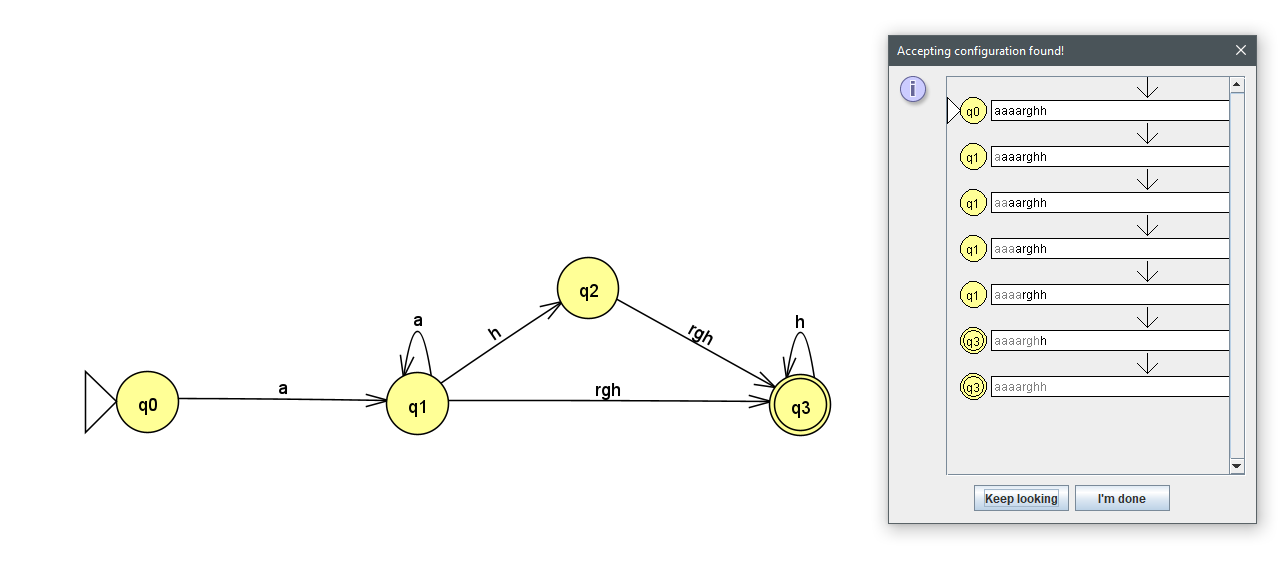 Accepting configuration found!
i
q0 aaaarghh
q1 aaaarghh
q1 aaaarghh
q1 aaaarghh
q1 aaaarghh
q3 aaaarghh
q3 aaaarghh
Keep looking I'm done
q2
a
h
rgh
h
q0
a
q1
rgh
q3